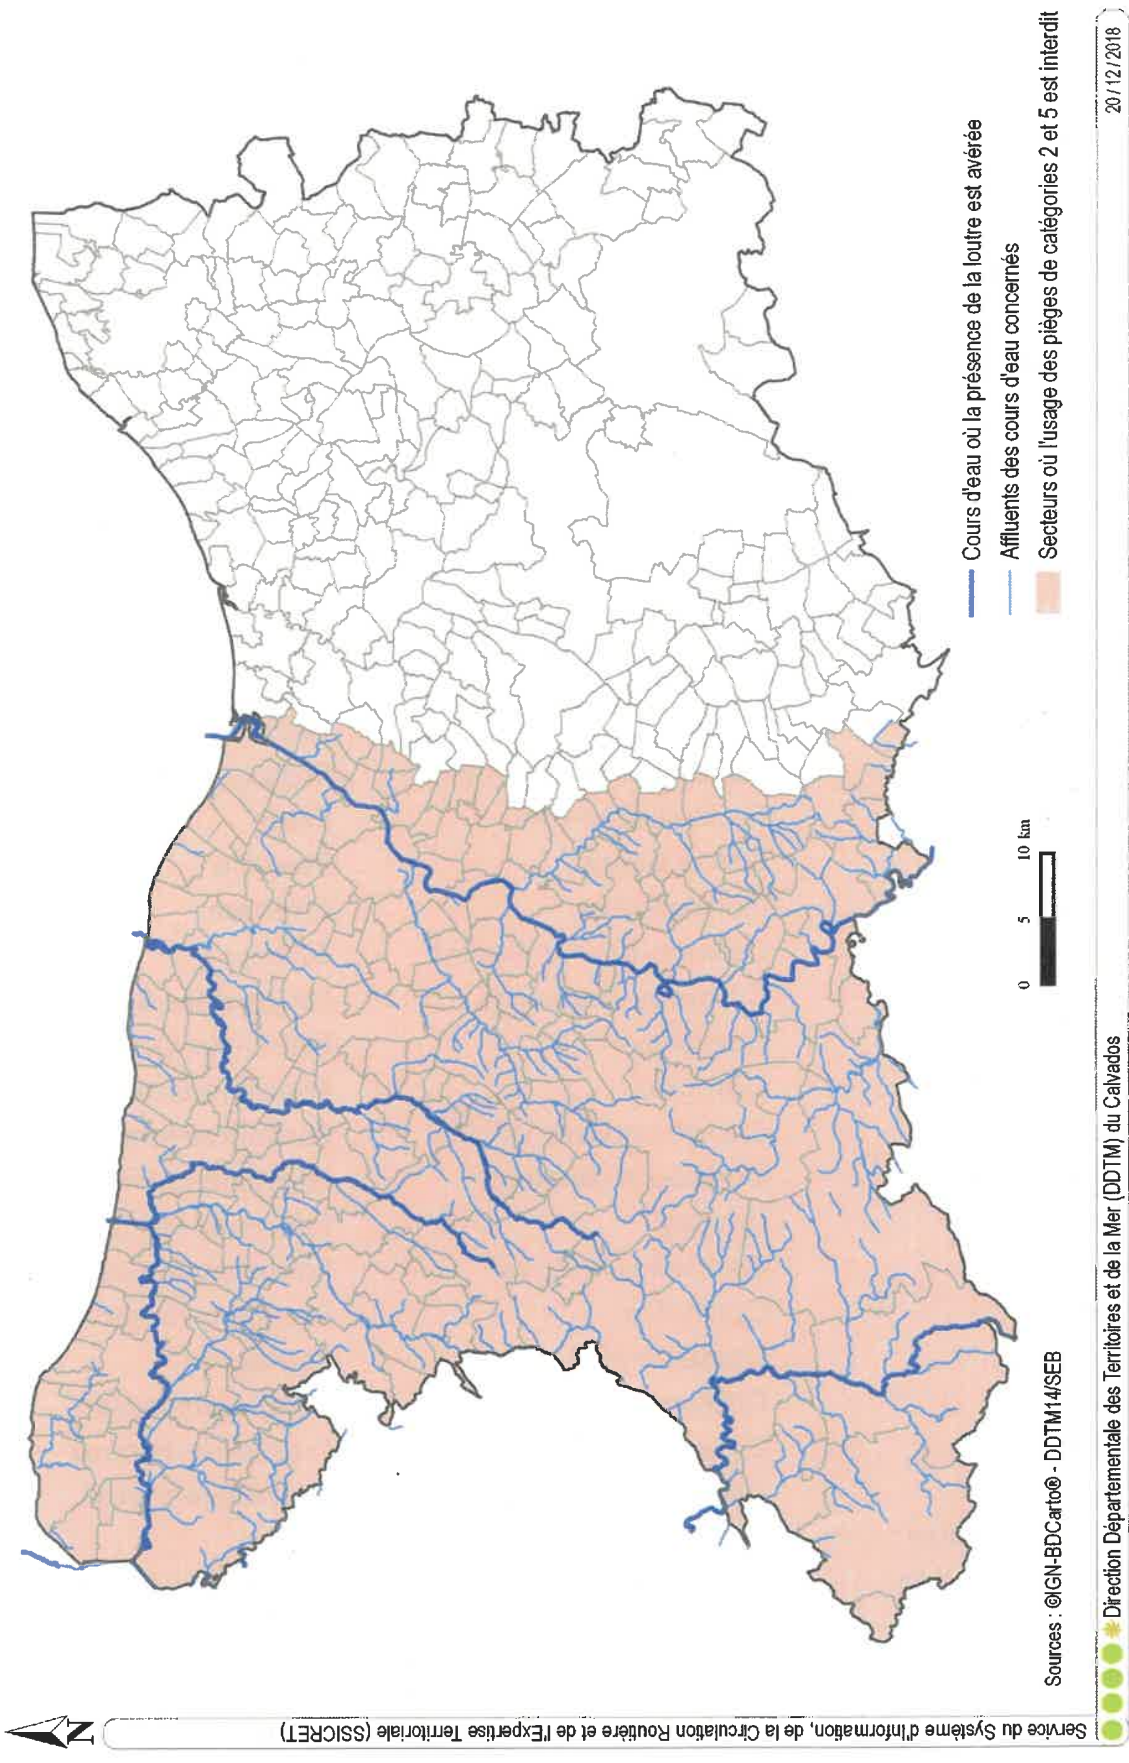 N
Service du Système d'Information, de la Circulation Routière et de l'Expertise Territoriale (SSICRET)
Cours d'eau où la présence de la loutre est avérée
Affluents des cours d'eau concernés
Secteurs où l'usage des pièges de catégories 2 et 5 est interdit
0 5 10 km
Sources : ©IGN-BDCarto® - DDTM14/SEB
Direction Départementale des Territoires et de la Mer (DDTM) du Calvados
20/12/2018